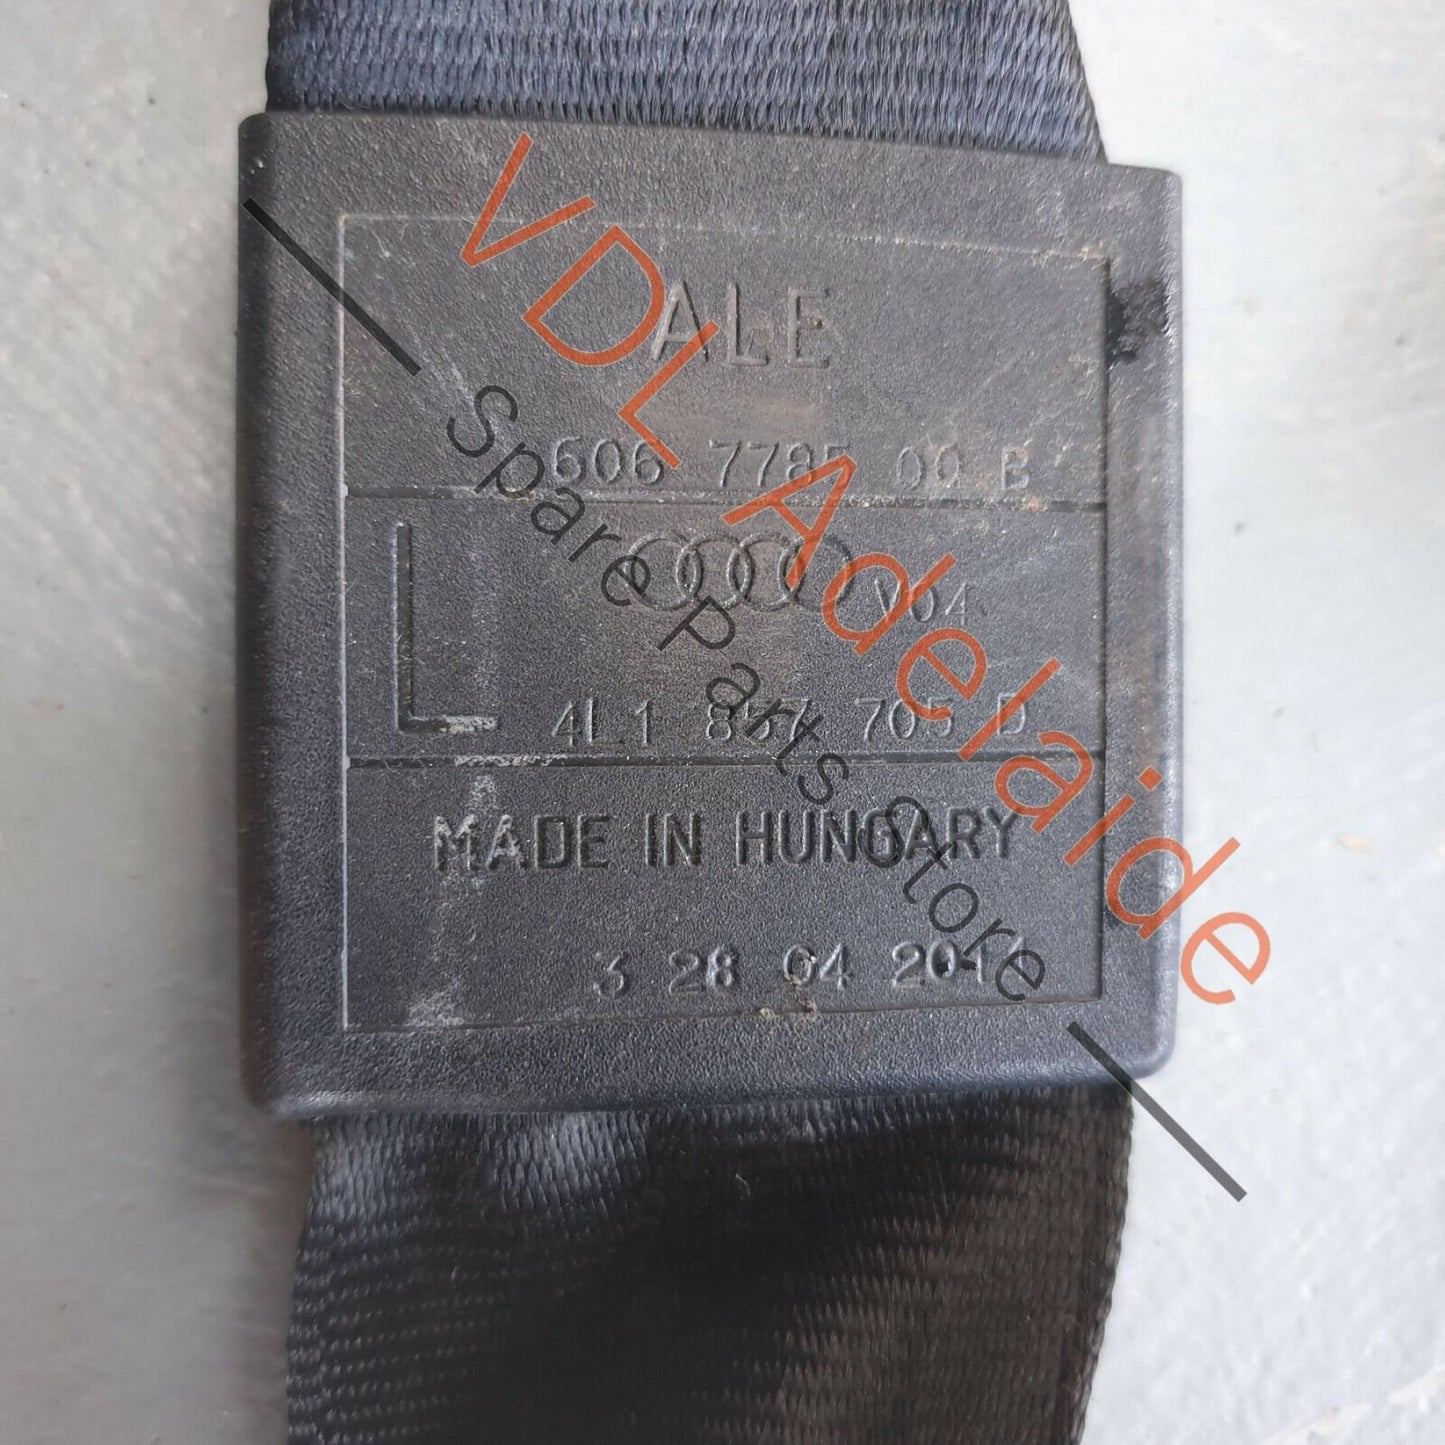 ALE
606 7785 00 B
V04
L
4L1 857 705 D
MADE IN HUNGARY
3 28 04
VDL Adelaide
Spare Parts Store